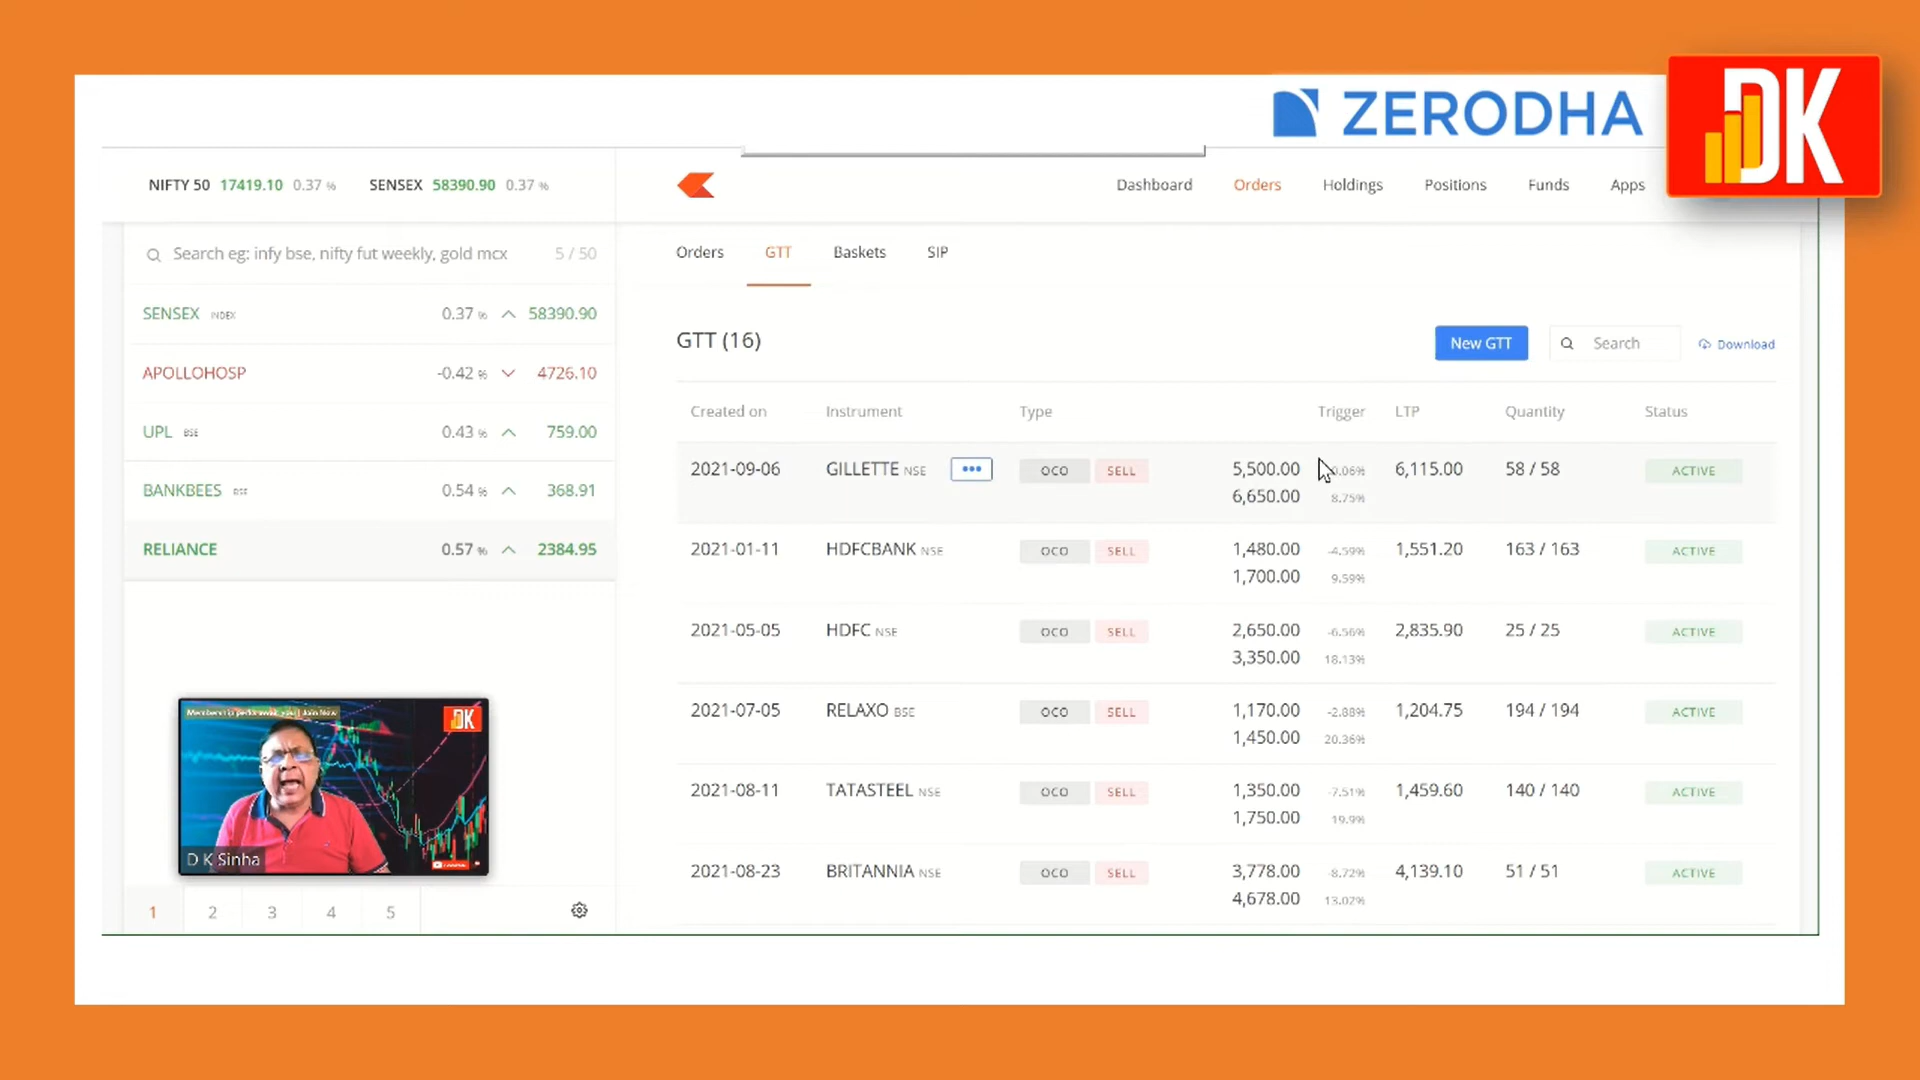 ZERODHA
DK
NIFTY 50 17419.10 0.37 % SENSEX 58390.90 0.37 %
Dashboard Orders Holdings Positions Funds Apps
Search eg: infy bse, nifty fut weekly, gold mcx 5 / 50
Orders GTT Baskets SIP
SENSEX INDEX 0.37 % 58390.90
APOLLOHOSP -0.42 % 4726.10
UPL BSE 0.43 % 759.00
BANKBEES BSE 0.54 % 368.91
RELIANCE 0.57 % 2384.95
GTT (16) New GTT Search Download
Created on Instrument Type Trigger LTP Quantity Status
2021-09-06 GILLETTE NSE ••• OCO SELL 5,500.00 6,115.00 58 / 58 ACTIVE
6,650.00 8.75%
2021-01-11 HDFCBANK NSE OCO SELL 1,480.00 -4.59% 1,551.20 163 / 163 ACTIVE
1,700.00 9.59%
2021-05-05 HDFC NSE OCO SELL 2,650.00 -6.56% 2,835.90 25 / 25 ACTIVE
3,350.00 18.13%
2021-07-05 RELAXO BSE OCO SELL 1,170.00 -2.88% 1,204.75 194 / 194 ACTIVE
1,450.00 20.36%
2021-08-11 TATASTEEL NSE OCO SELL 1,350.00 -7.51% 1,459.60 140 / 140 ACTIVE
1,750.00 19.9%
2021-08-23 BRITANNIA NSE OCO SELL 3,778.00 -8.72% 4,139.10 51 / 51 ACTIVE
4,678.00 13.02%
DK
D K Sinha
1 2 3 4 5